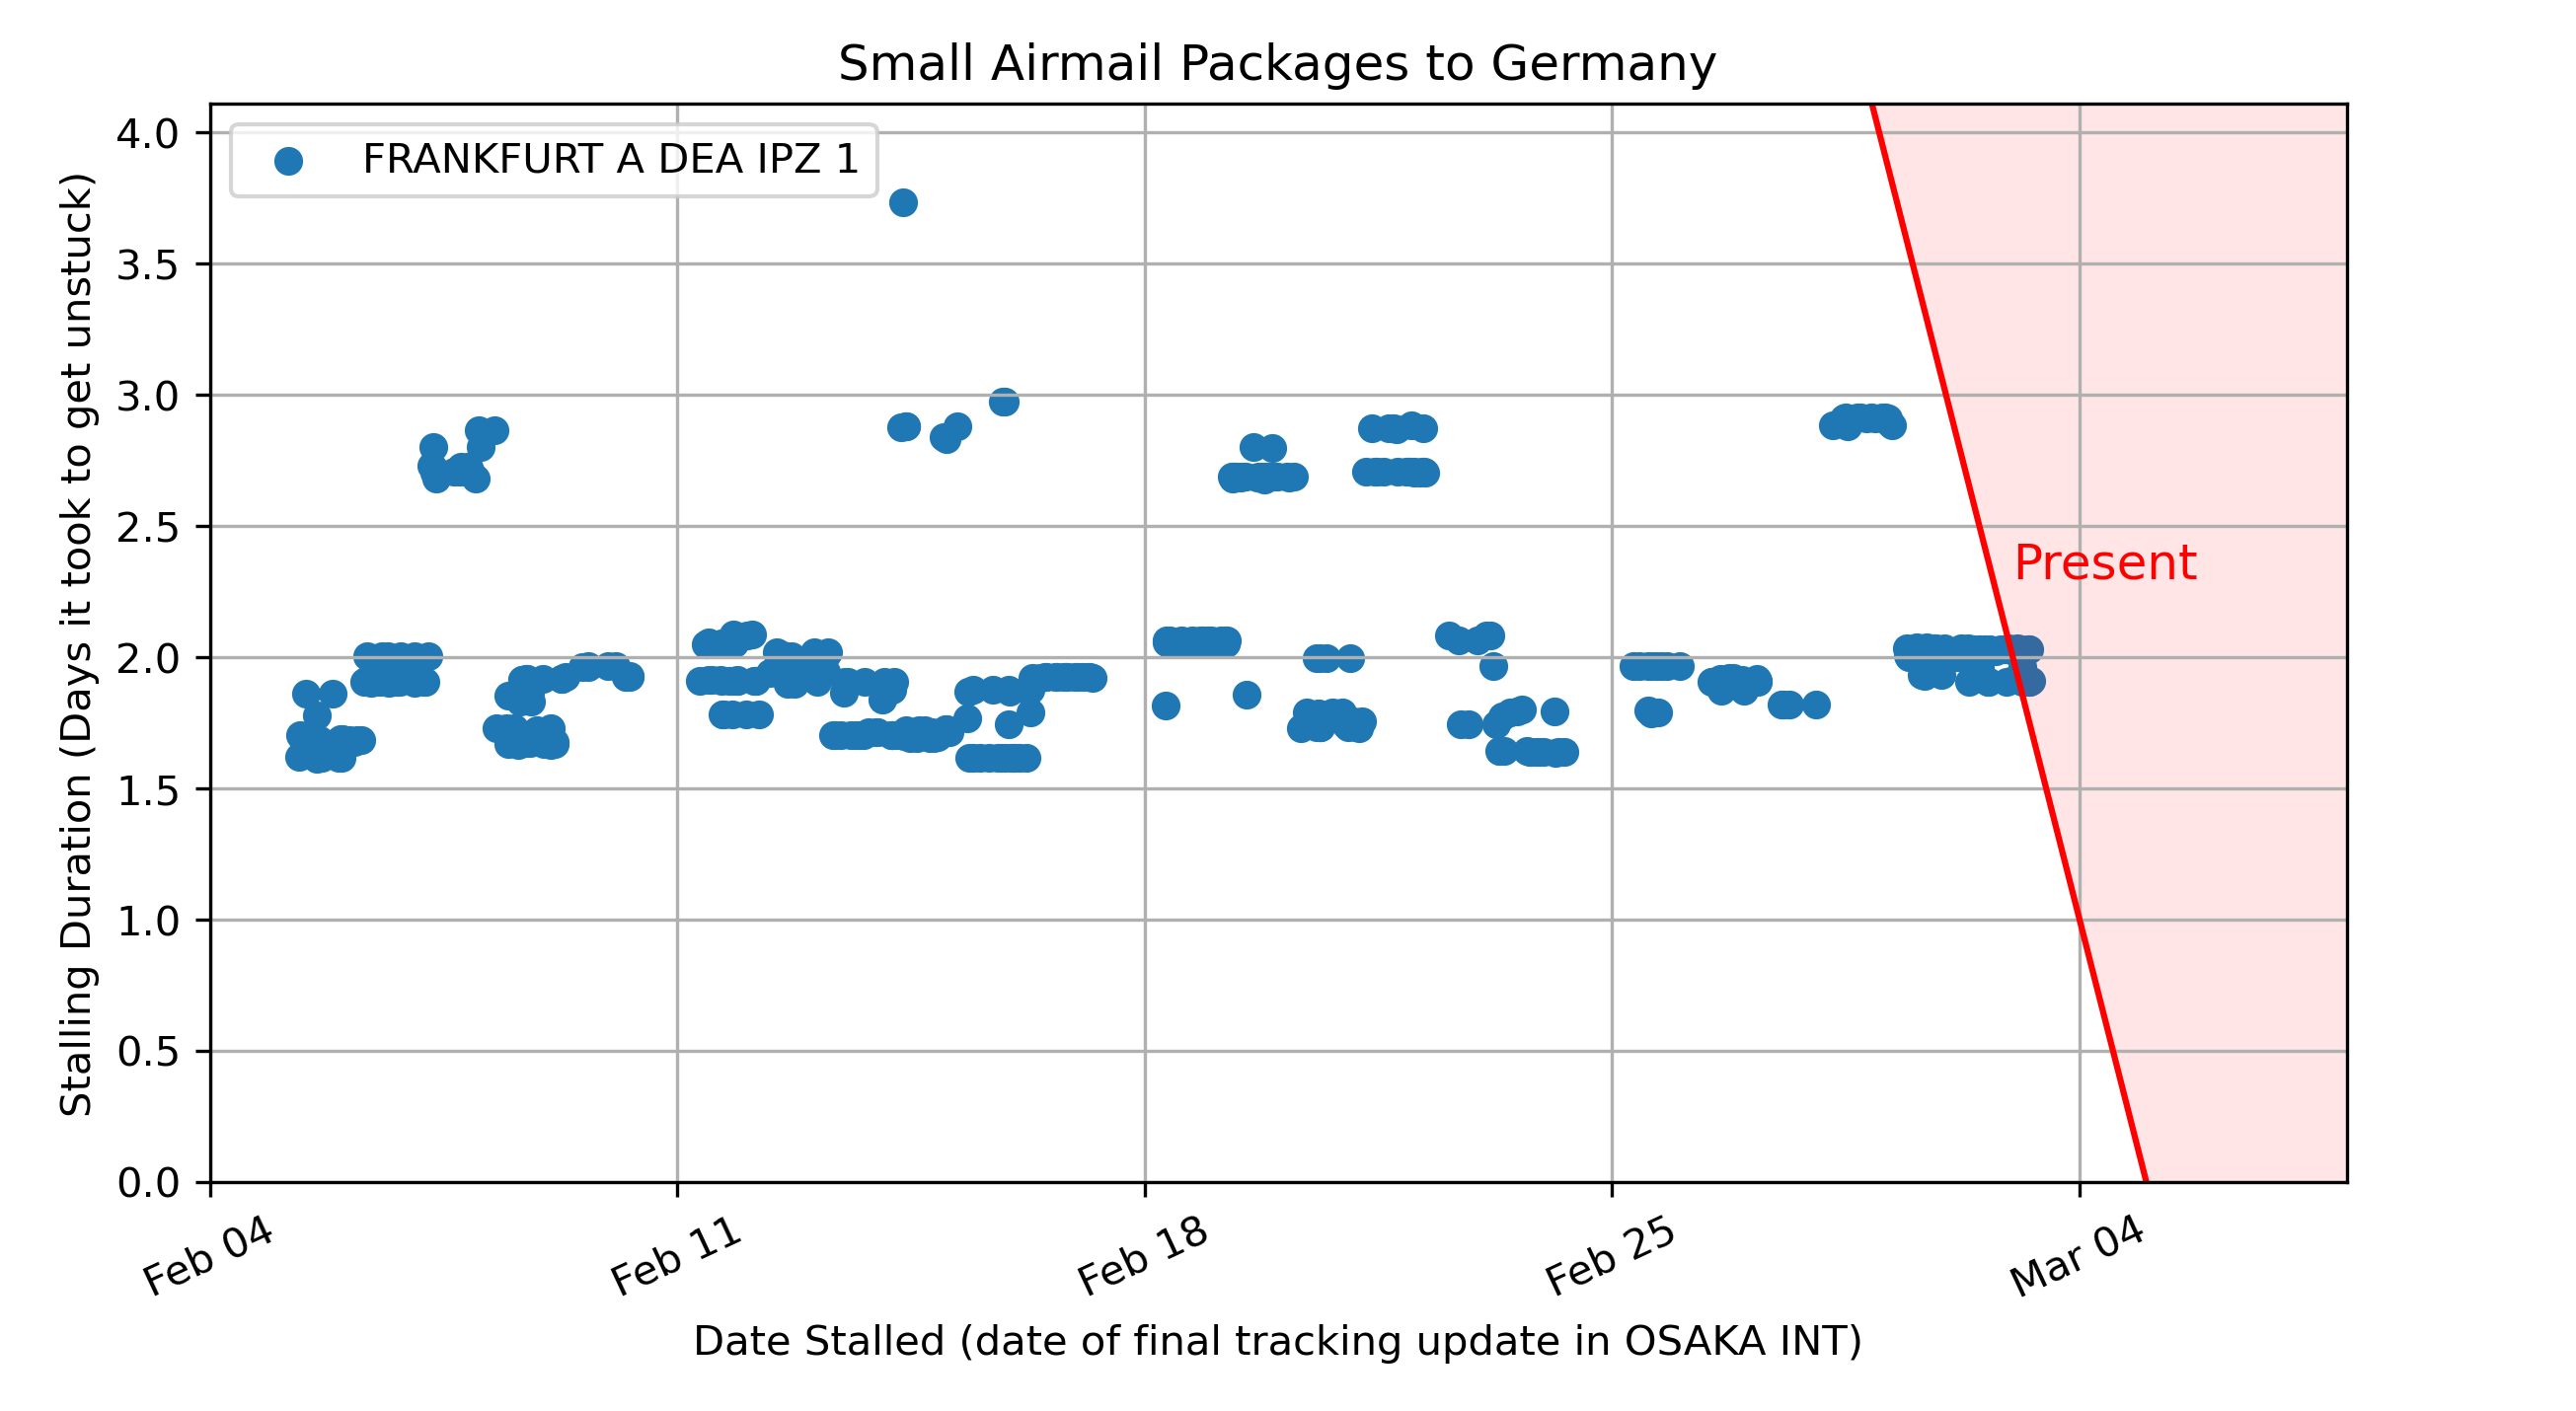 Small Airmail Packages to Germany
FRANKFURT A DEA IPZ 1
Stalling Duration (Days it took to get unstuck)
4.0
3.5
3.0
2.5
2.0
1.5
1.0
0.5
0.0
Present
Feb 04
Feb 11
Feb 18
Feb 25
Mar 04
Date Stalled (date of final tracking update in OSAKA INT)